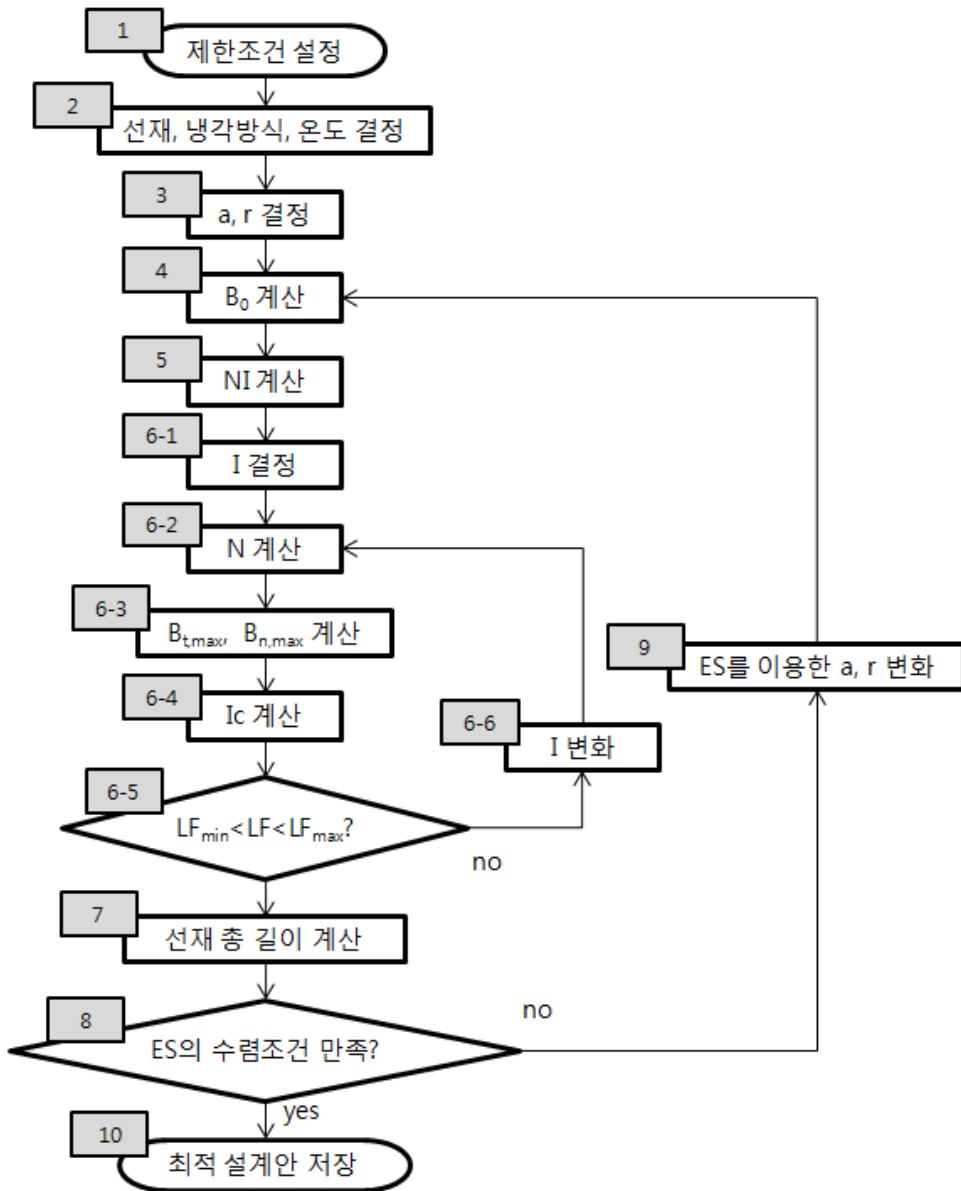 1
제한조건 설정
2
선재, 냉각방식, 온도 결정
3
a, r 결정
4
B₀ 계산
5
NI 계산
6-1
I 결정
6-2
N 계산
6-3
Bt,max, Bn,max 계산
9
ES를 이용한 a, r 변화
6-4
Ic 계산
6-6
I 변화
6-5
LFmin<LF<LFmax?
no
7
선재 총 길이 계산
8
ES의 수렴조건 만족?
no
yes
10
최적 설계안 저장